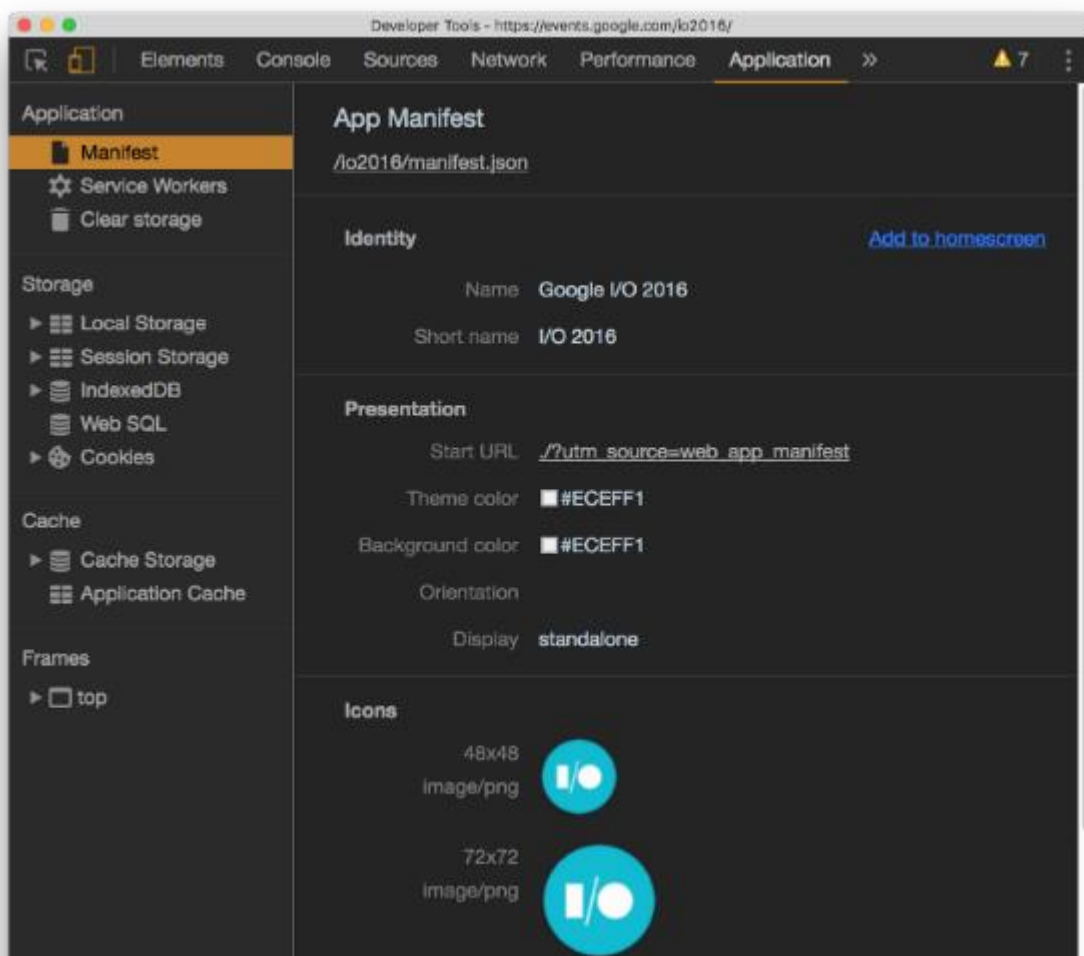 Developer Tools - https://events.google.com/io2016/
Elements Console Sources Network Performance Application » 7
Application
Manifest
Service Workers
Clear storage
Storage
Local Storage
Session Storage
IndexedDB
Web SQL
Cookies
Cache
Cache Storage
Application Cache
Frames
top
App Manifest
/io2016/manifest.json
Identity Add to homescreen
Name Google I/O 2016
Short name I/O 2016
Presentation
Start URL ./?utm_source=web_app_manifest
Theme color #ECEFF1
Background color #ECEFF1
Orientation
Display standalone
Icons
48x48
image/png
I/O
72x72
image/png
I/O